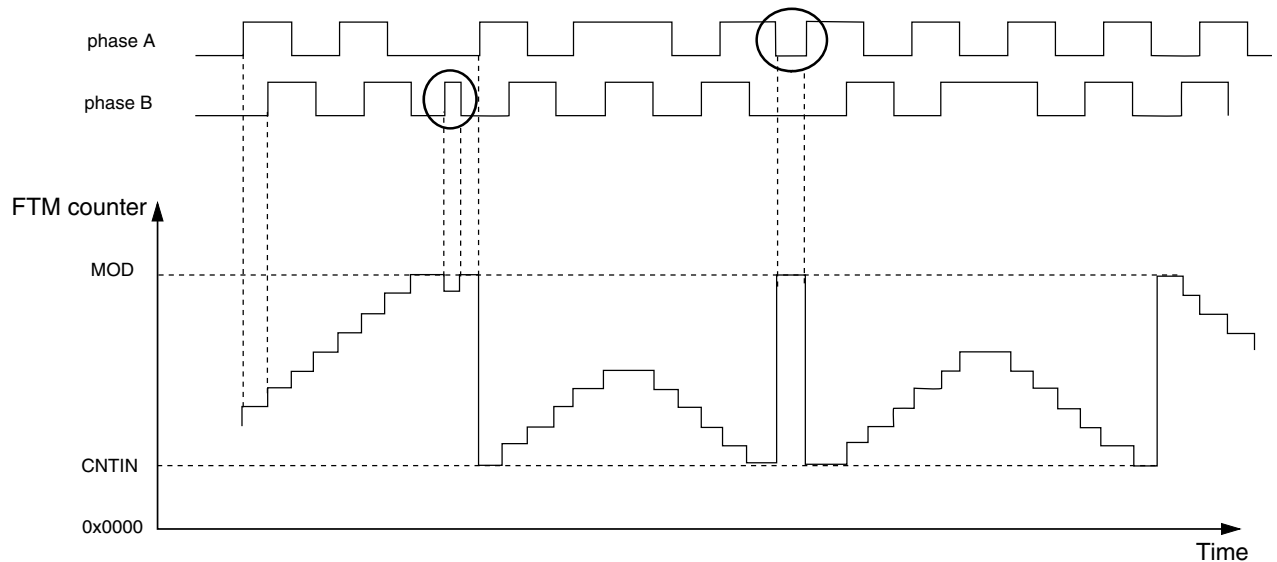 phase A
phase B
FTM counter
MOD
CNTIN
0x0000
Time